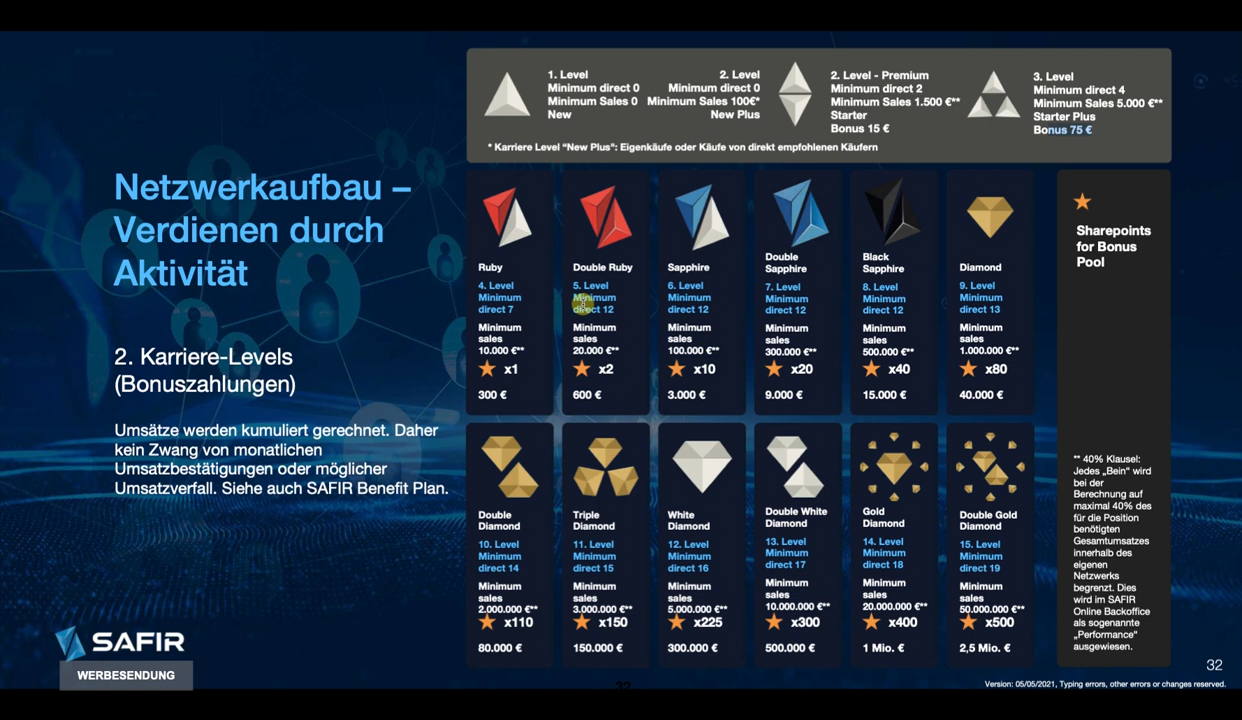 1. Level
Minimum direct 0
Minimum Sales 0
New
2. Level
Minimum direct 0
Minimum Sales 100€*
New Plus
2. Level - Premium
Minimum direct 2
Minimum Sales 1.500 €**
Starter
Bonus 15 €
3. Level
Minimum direct 4
Minimum Sales 5.000 €**
Starter Plus
Bonus 75 €
* Karriere Level "New Plus": Eigenkäufe oder Käufe von direkt empfohlenen Käufern
Netzwerkaufbau –
Verdienen durch
Aktivität
2. Karriere-Levels
(Bonuszahlungen)
Umsätze werden kumuliert gerechnet. Daher
kein Zwang von monatlichen
Umsatzbestätigungen oder möglicher
Umsatzverfall. Siehe auch SAFIR Benefit Plan.
Ruby
4. Level
Minimum
direct 7
Minimum
sales
10.000 €**
x1
300 €
Double Ruby
5. Level
Minimum
direct 12
Minimum
sales
20.000 €**
x2
600 €
Sapphire
6. Level
Minimum
direct 12
Minimum
sales
100.000 €**
x10
3.000 €
Double
Sapphire
7. Level
Minimum
direct 12
Minimum
sales
300.000 €**
x20
9.000 €
Black
Sapphire
8. Level
Minimum
direct 12
Minimum
sales
500.000 €**
x40
15.000 €
Diamond
9. Level
Minimum
direct 13
Minimum
sales
1.000.000 €**
x80
40.000 €
Double
Diamond
10. Level
Minimum
direct 14
Minimum
sales
2.000.000 €**
x110
80.000 €
Triple
Diamond
11. Level
Minimum
direct 15
Minimum
sales
3.000.000 €**
x150
150.000 €
White
Diamond
12. Level
Minimum
direct 16
Minimum
sales
5.000.000 €**
x225
300.000 €
Double White
Diamond
13. Level
Minimum
direct 17
Minimum
sales
10.000.000 €**
x300
500.000 €
Gold
Diamond
14. Level
Minimum
direct 18
Minimum
sales
20.000.000 €**
x400
1 Mio. €
Double Gold
Diamond
15. Level
Minimum
direct 19
Minimum
sales
50.000.000 €**
x500
2,5 Mio. €
Sharepoints
for Bonus
Pool
** 40% Klausel:
Jedes „Bein" wird
bei der
Berechnung auf
maximal 40% des
für die Position
benötigten
Gesamtumsatzes
innerhalb des
eigenen
Netzwerks
begrenzt. Dies
wird im SAFIR
Online Backoffice
als sogenannte
„Performance"
ausgewiesen.
SAFIR
WERBESENDUNG
32
32
Version: 05/05/2021, Typing errors, other errors or changes reserved.